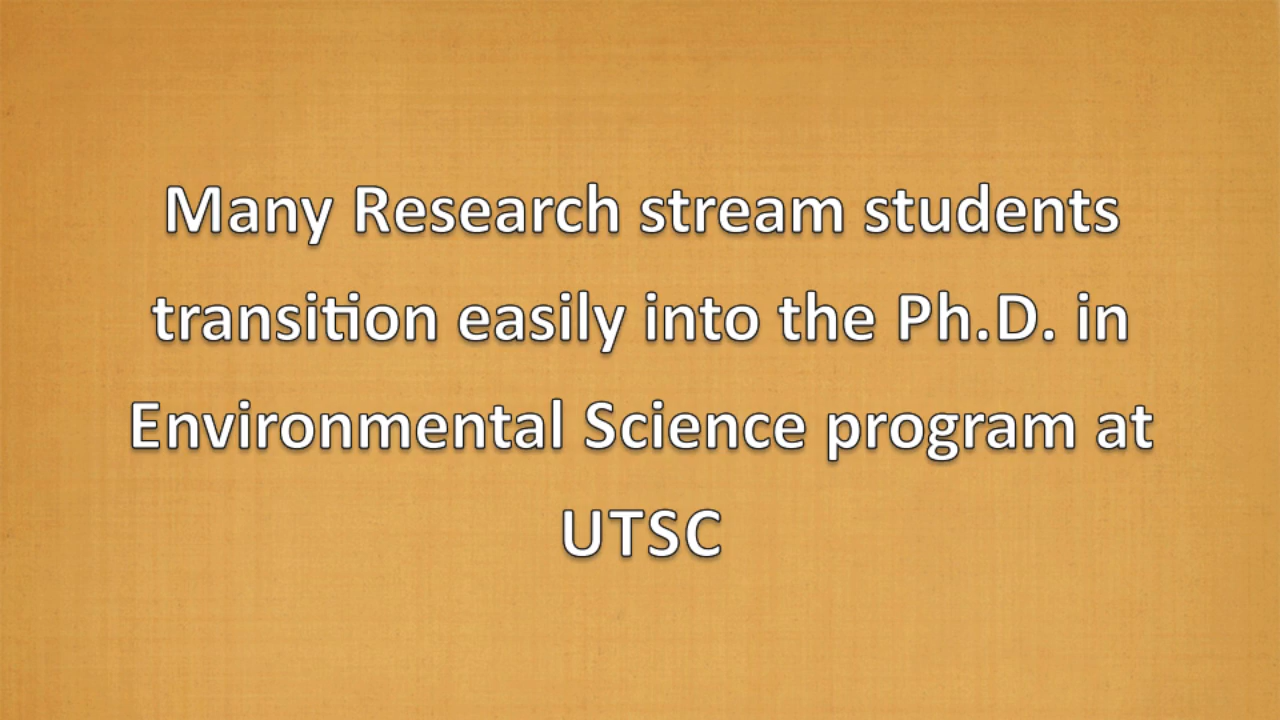 Many Research stream students
transition easily into the Ph.D. in
Environmental Science program at
UTSC